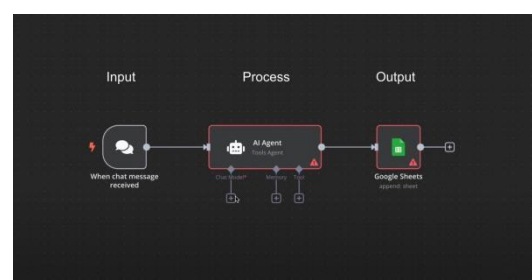 Input
Process
Output
AI Agent
Tools Agent
When chat message
received
Chat Model*
Memory
Tool
Google Sheets
append: sheet